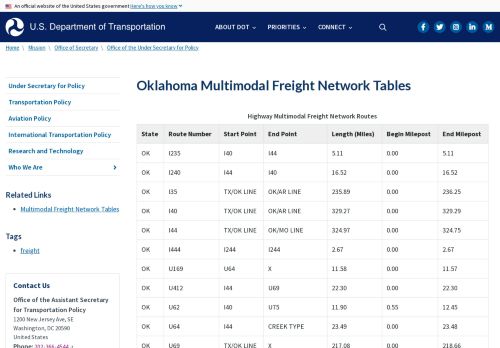 An official website of the United States government Here's how you know
U.S. Department of Transportation
ABOUT DOT
PRIORITIES
CONNECT
Home \ Mission \ Office of Secretary \ Office of the Under Secretary for Policy
Under Secretary for Policy
Transportation Policy
Aviation Policy
International Transportation Policy
Research and Technology
Who We Are
Related Links
Multimodal Freight Network Tables
Tags
freight
Contact Us
Office of the Assistant Secretary
for Transportation Policy
1200 New Jersey Ave, SE
Washington, DC 20590
United States
Phone: 202-366-4544
Oklahoma Multimodal Freight Network Tables
Highway Multimodal Freight Network Routes
State Route Number Start Point End Point Length (Miles) Begin Milepost End Milepost
OK I235 I40 I44 5.11 0.00 5.11
OK I240 I44 I40 16.52 0.00 16.52
OK I35 TX/OK LINE OK/AR LINE 235.89 0.00 236.25
OK I40 TX/OK LINE OK/AR LINE 329.27 0.00 329.29
OK I44 TX/OK LINE OK/MO LINE 324.97 0.00 324.75
OK I444 I244 I244 2.67 0.00 2.67
OK U169 U64 X 11.58 0.00 11.57
OK U412 I44 U69 22.30 0.00 22.30
OK U62 I40 U75 11.90 0.55 12.45
OK U64 I44 CREEK TYPE 23.49 0.00 23.48
OK U69 TX/OK LINE X 217.08 0.00 218.66